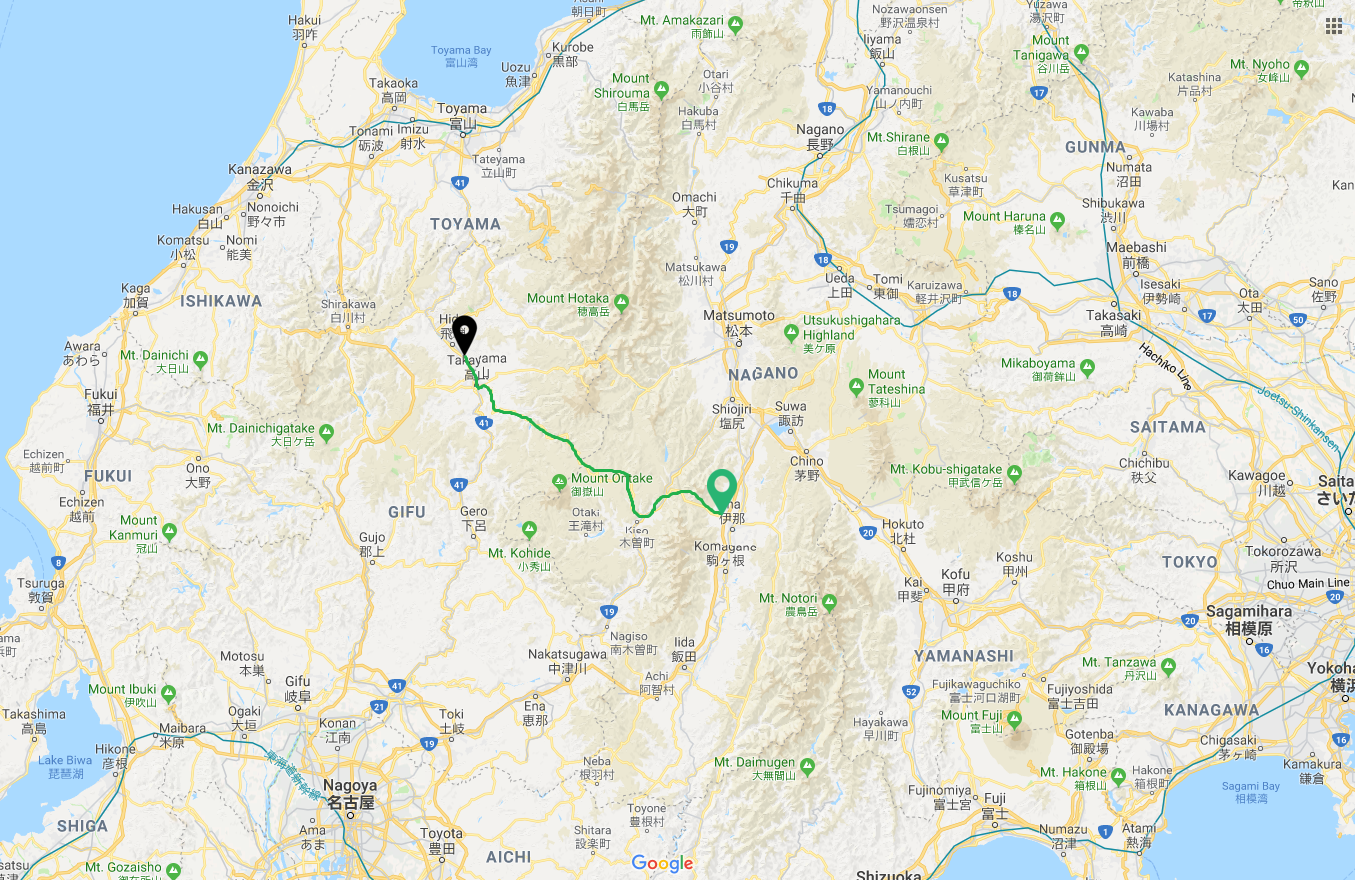 Hakui
羽咋
Toyama Bay
富山湾
朝日町
Mt. Amakazari
雨飾山
Nozawaonsen
野沢温泉村
Yuzawa
湯沢町
帝釈山
Iiyama
飯山
Mount
Tanigawa
谷川岳
Mt. Nyoho
女峰山
Kurobe
黒部
Uozu
魚津
Otari
小谷村
Mount
Shirouma
白馬岳
Katashina
片品村
Takaoka
高岡
Toyama
富山
Hakuba
白馬村
Yamanouchi
山ノ内町
17
18
Kawaba
川場村
Tonami
砺波
Imizu
射水
Nagano
長野
Mt.Shirane
白根山
GUNMA
Numata
沼田
Tateyama
立山町
Kanazawa
金沢
41
Chikuma
千曲
Kusatsu
草津町
Kan
Omachi
大町
Shibukawa
渋川
Hakusan
白山
Nonoichi
野々市
TOYAMA
Tsumagoi
嬬恋村
Mount Haruna
榛名山
Komatsu
小松
Nomi
能美
19
Maebashi
前橋
18
Matsukawa
松川村
Ueda
上田
Tomi
東御
Karuizawa
軽井沢町
Isesaki
伊勢崎
Sano
佐野
Ota
太田
Kaga
加賀
ISHIKAWA
Mount Hotaka
穂高岳
18
Shirakawa
白川村
Matsumoto
松本
Utsukushigahara
Highland
美ケ原
Takasaki
高崎
17
50
Hid
Awara
あわら
Mt. Dainichi
大日山
Takayama
高山
Hachiko Line
Mikaboyama
御荷鉾山
NAGANO
Mount
Tateshina
蓼科山
Joetsu-Shinkansen
Fukui
福井
Shiojiri
塩尻
Suwa
諏訪
SAITAMA
Mt. Dainichigatake
大日ケ岳
41
Echizen
越前町
Ono
大野
Chino
茅野
Chichibu
秩父
FUKUI
Mount Ontake
御嶽山
Mt. Kobu-shigatake
甲武信ケ岳
Kawagoe
川越
41
Echizen
越前
GIFU
Gero
下呂
Otaki
王滝村
伊那
Mount
Kanmuri
冠山
Kiso
木曽町
Hokuto
北杜
20
Gujo
郡上
Mt. Kohide
小秀山
Komagane
駒ヶ根
TOKYO
Tokorozawa
所沢
8
Koshu
甲州
Tsuruga
敦賀
Kai
甲斐
Kofu
甲府
Chuo Main Line
20
Mt. Notori
農鳥岳
19
20
Sagamihara
相模原
16
Nagiso
南木曽町
Iida
飯田
Motosu
本巣
Nakatsugawa
中津川
YAMANASHI
Mt. Tanzawa
丹沢山
Achi
阿智村
Gifu
岐阜
41
Mount Ibuki
伊吹山
21
52
Fujikawaguchiko
富士河口湖町
Fujiyoshida
富士吉田
Takashima
高島
Ogaki
大垣
Toki
土岐
Ena
恵那
KANAGAWA
Mount Fuji
富士山
Maibara
米原
Konan
江南
Hayakawa
早川町
Hikone
彦根
19
Gotenba
御殿場
Chigasaki
茅ヶ崎
16
Lake Biwa
琵琶湖
東海道新幹線
Neba
根羽村
Mt. Daimugen
大無間山
Kamakura
鎌倉
Mt. Hakone
箱根山
Hakone
箱根町
Nagoya
名古屋
Sagami Bay
相模湾
Fujinomiya
富士宮
Fuji
富士
Toyone
豊根村
SHIGA
Ama
あま
Toyota
豊田
Shitara
設楽町
Numazu
沼津
1
Atami
熱海
AICHI
Mt. Gozaisho
Google
Shizuoka